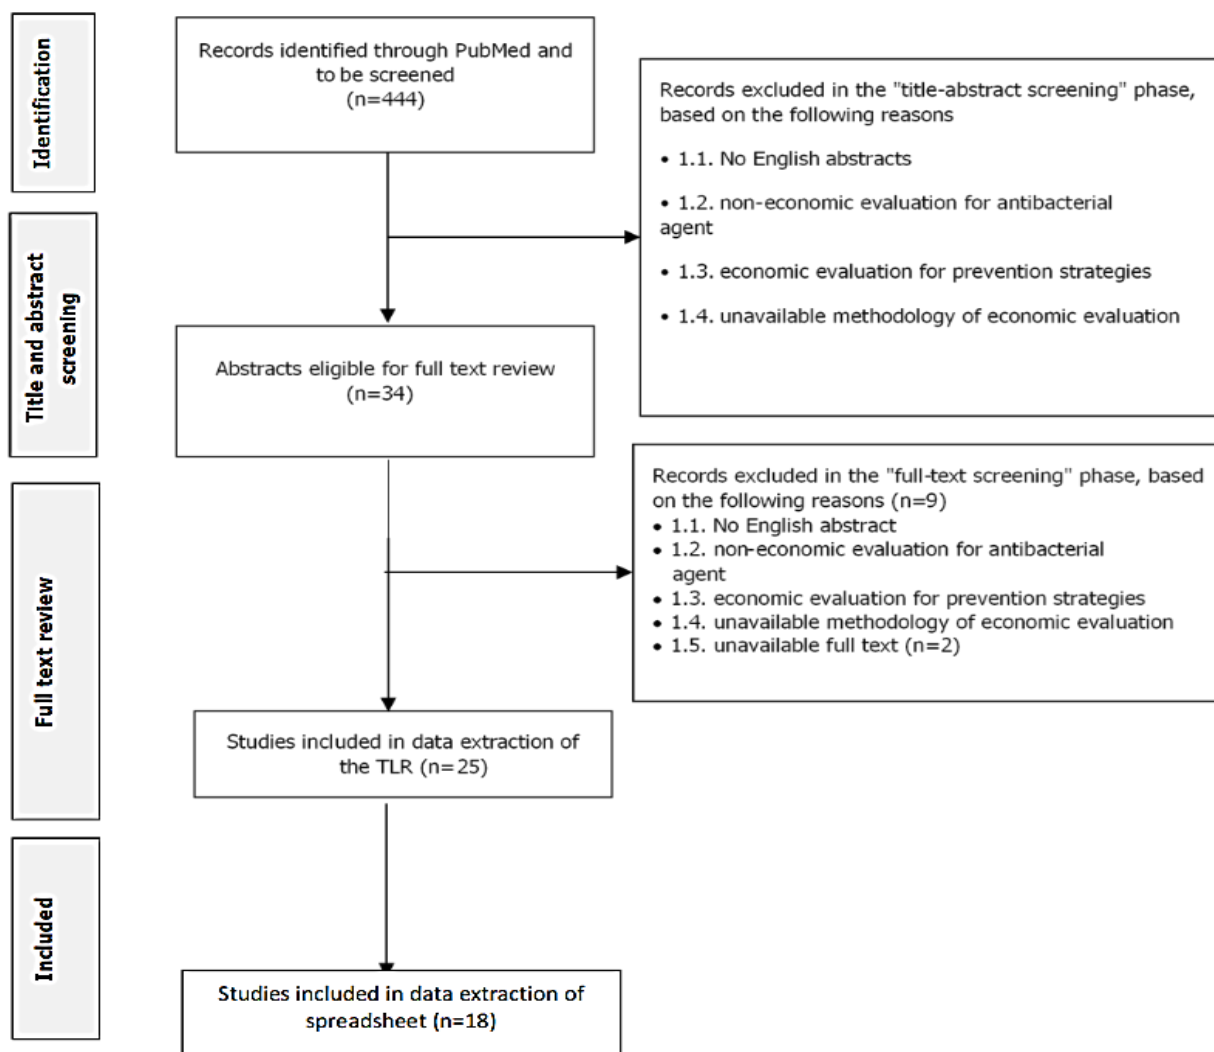 Identification
Records identified through PubMed and
to be screened
(n=444)
Records excluded in the "title-abstract screening" phase,
based on the following reasons
• 1.1. No English abstracts
• 1.2. non-economic evaluation for antibacterial
agent
• 1.3. economic evaluation for prevention strategies
• 1.4. unavailable methodology of economic evaluation
Title and abstract
screening
Abstracts eligible for full text review
(n=34)
Records excluded in the "full-text screening" phase, based
on the following reasons (n=9)
• 1.1. No English abstract
• 1.2. non-economic evaluation for antibacterial
agent
• 1.3. economic evaluation for prevention strategies
• 1.4. unavailable methodology of economic evaluation
• 1.5. unavailable full text (n=2)
Full text review
Studies included in data extraction of
the TLR (n=25)
Included
Studies included in data extraction of
spreadsheet (n=18)